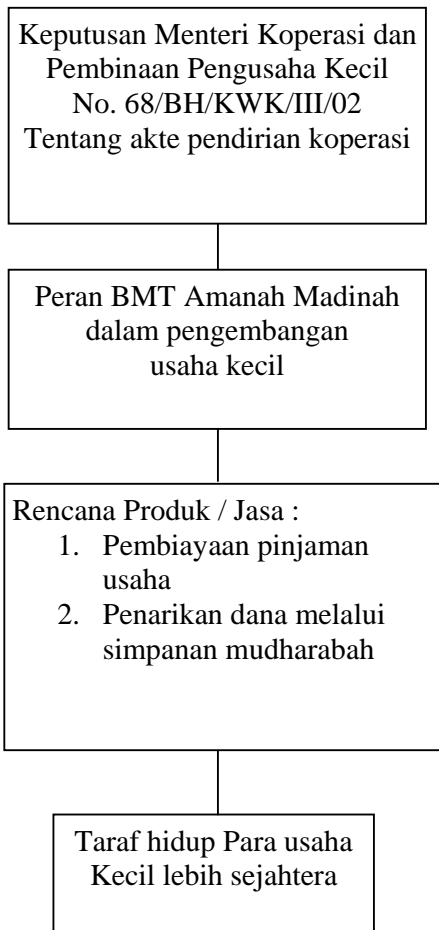 Keputusan Menteri Koperasi dan
Pembinaan Pengusaha Kecil
No. 68/BH/KWK/III/02
Tentang akte pendirian koperasi
Peran BMT Amanah Madinah
dalam pengembangan
usaha kecil
Rencana Produk / Jasa :
1. Pembiayaan pinjaman
usaha
2. Penarikan dana melalui
simpanan mudharabah
Taraf hidup Para usaha
Kecil lebih sejahtera